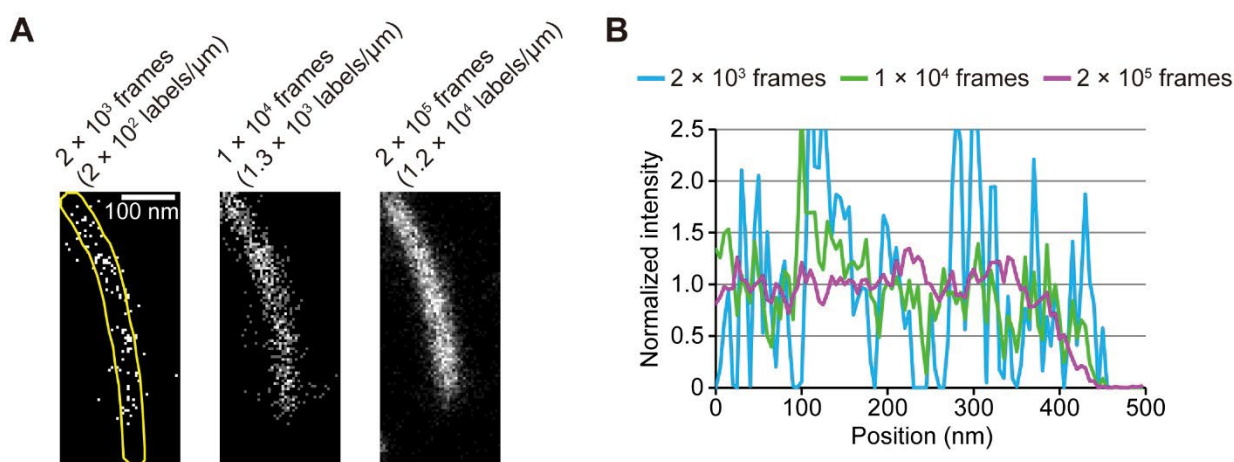 A
2 × 10³ frames
(2 × 10² labels/μm)
1 × 10⁴ frames
(1.3 × 10³ labels/μm)
2 × 10⁵ frames
(1.2 × 10⁴ labels/μm)
100 nm
B
2 × 10³ frames 1 × 10⁴ frames 2 × 10⁵ frames
Normalized intensity
2.5
2.0
1.5
1.0
0.5
0
0 100 200 300 400 500
Position (nm)